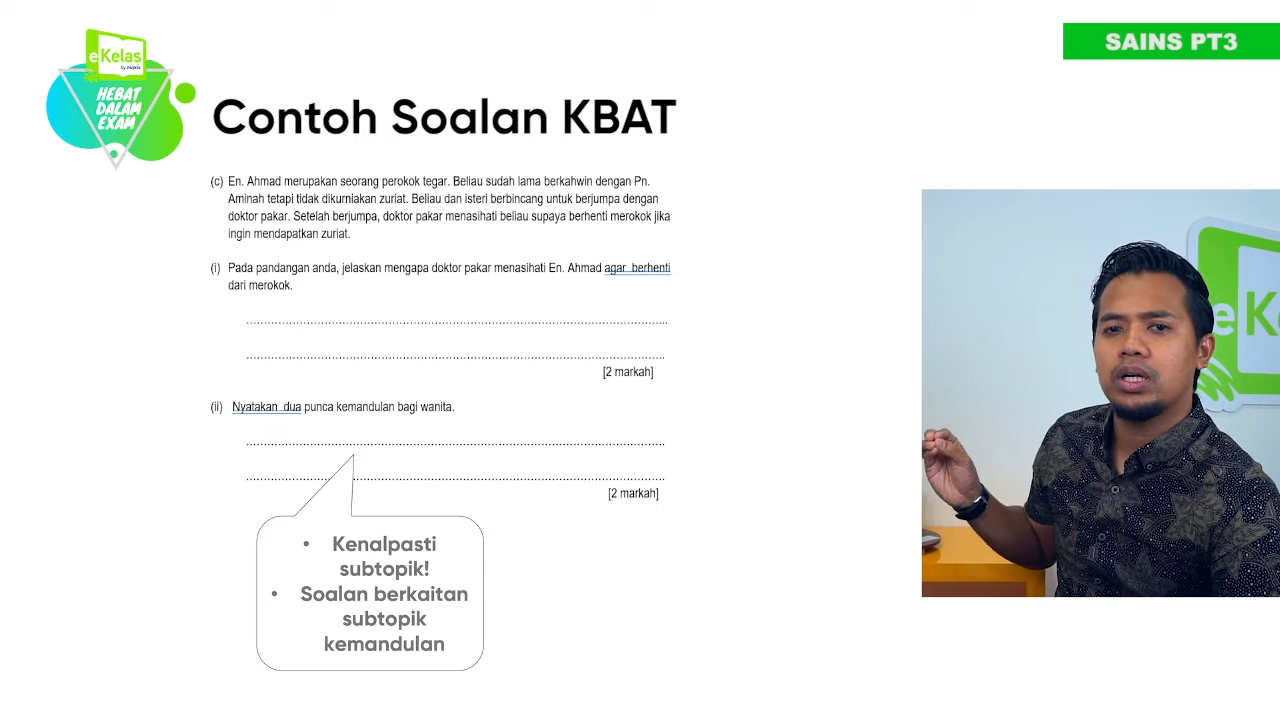 eKelas
by maxis
HEBAT
DALAM
EXAM
SAINS PT3
Contoh Soalan KBAT
(c) En. Ahmad merupakan seorang perokok tegar. Beliau sudah lama berkahwin dengan Pn.
Aminah tetapi tidak dikurniakan zuriat. Beliau dan isteri berbincang untuk berjumpa dengan
doktor pakar. Setelah berjumpa, doktor pakar menasihati beliau supaya berhenti merokok jika
ingin mendapatkan zuriat.
(i) Pada pandangan anda, jelaskan mengapa doktor pakar menasihati En. Ahmad agar berhenti
dari merokok.
[2 markah]
(ii) Nyatakan dua punca kemandulan bagi wanita.
[2 markah]
• Kenalpasti
subtopik!
• Soalan berkaitan
subtopik
kemandulan